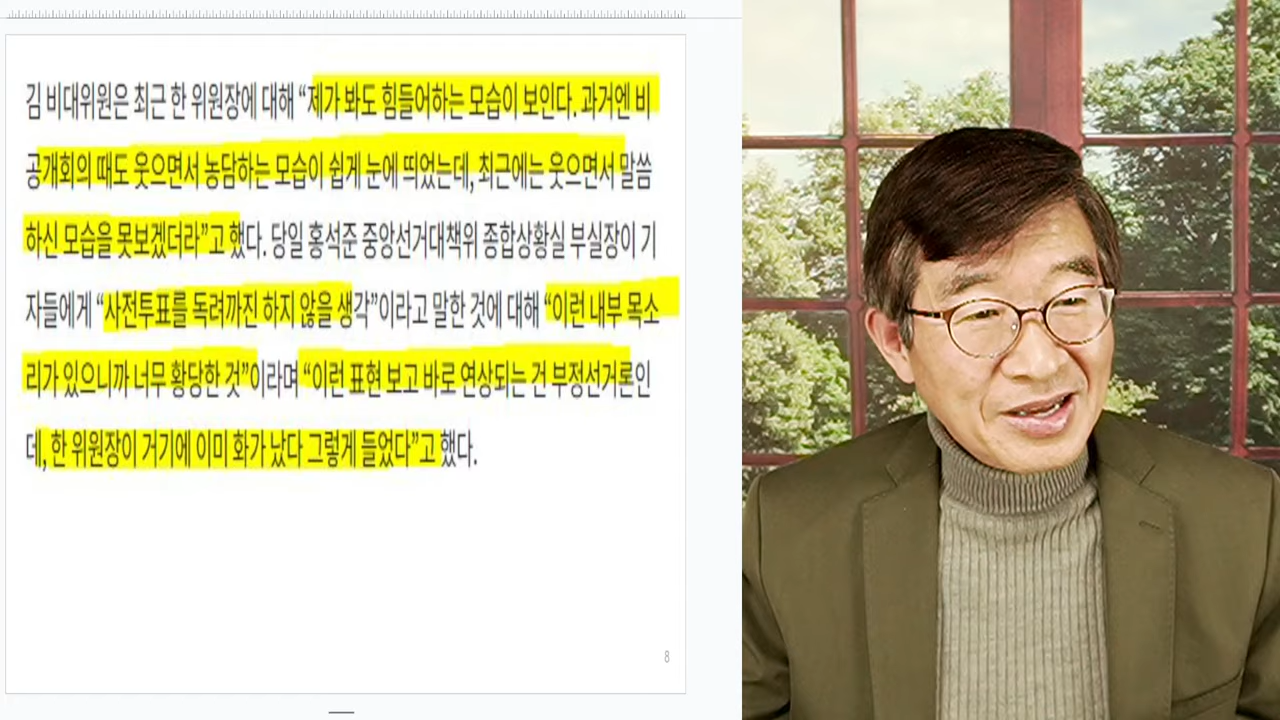 김 비대위원은 최근 한 위원장에 대해 “제가 봐도 힘들어하는 모습이 보인다. 과거엔 비
공개회의 때도 웃으면서 농담하는 모습이 쉽게 눈에 띄었는데, 최근에는 웃으면서 말씀
하신 모습을 못보겠더라”고 했다. 당일 홍석준 중앙선거대책위 종합상황실 부실장이 기
자들에게 “사전투표를 독려까진 하지 않을 생각”이라고 말한 것에 대해 “이런 내부 목소
리가 있으니까 너무 황당한 것”이라며 “이런 표현 보고 바로 연상되는 건 부정선거론인
데, 한 위원장이 거기에 이미 화가 났다 그렇게 들었다”고 했다.
8